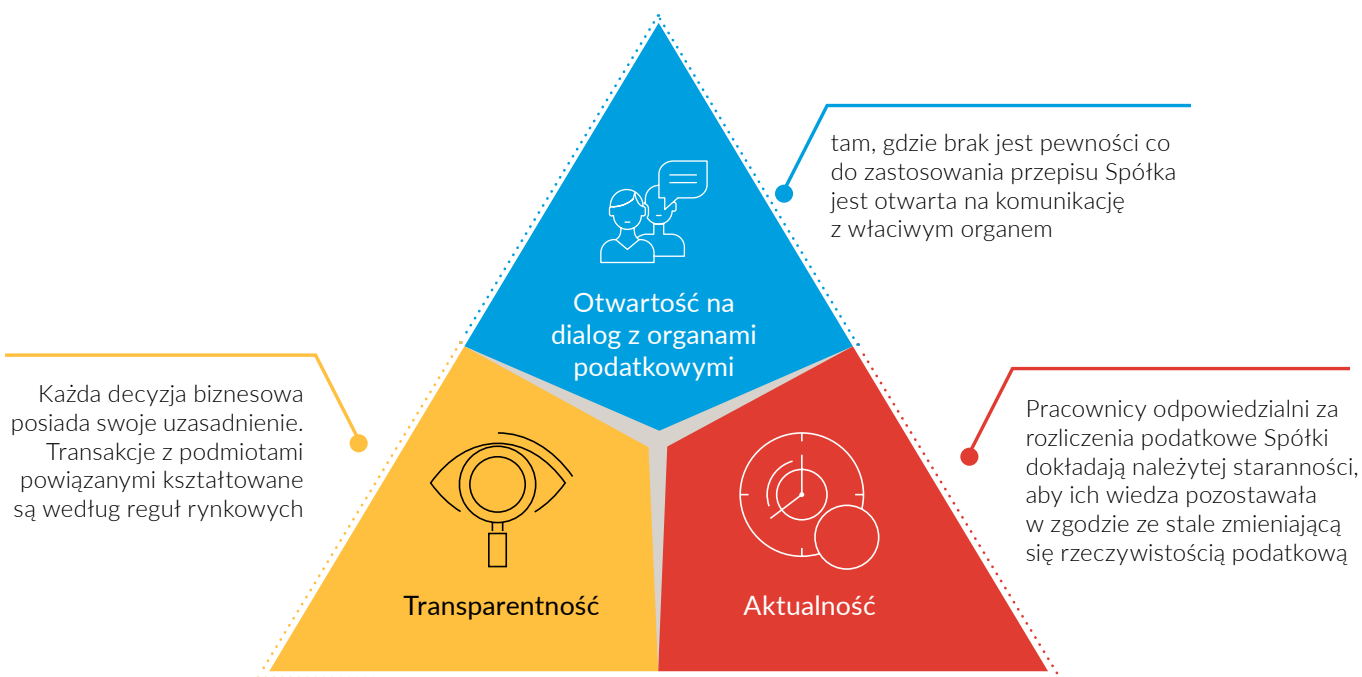 tam, gdzie brak jest pewności co
do zastosowania przepisu Spółka
jest otwarta na komunikację
z właciwym organem
Otwartość na
dialog z organami
podatkowymi
Każda decyzja biznesowa
posiada swoje uzasadnienie.
Transakcje z podmiotami
powiązanymi kształtowane
są według reguł rynkowych
Pracownicy odpowiedzialni za
rozliczenia podatkowe Spółki
dokładają należytej staranności,
aby ich wiedza pozostawała
w zgodzie ze stale zmieniającą
się rzeczywistością podatkową
Transparentność
Aktualność